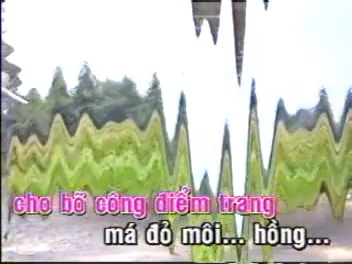 cho bõ công điểm trang
má đỏ môi... hồng...